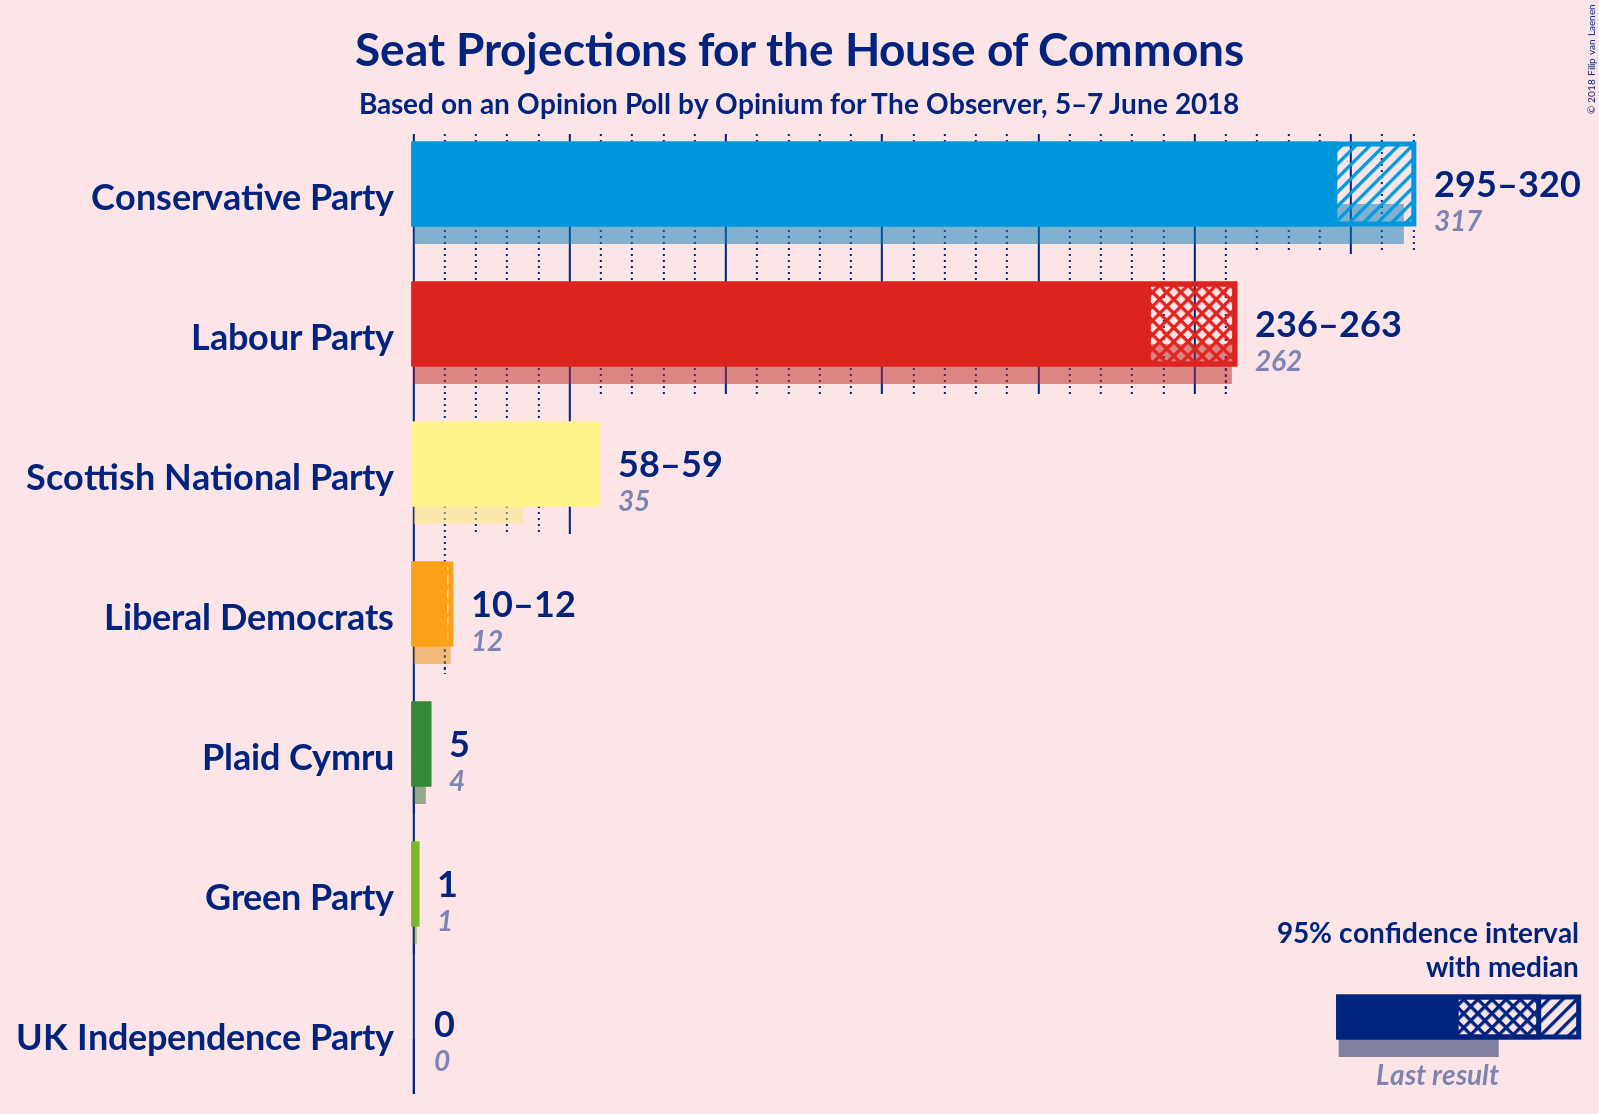 Seat Projections for the House of Commons
Based on an Opinion Poll by Opinium for The Observer, 5–7 June 2018
© 2018 Filip van Laenen
Conservative Party
295–320
317
Labour Party
236–263
262
Scottish National Party
58–59
35
Liberal Democrats
10–12
12
Plaid Cymru
5
4
Green Party
1
1
UK Independence Party
0
0
95% confidence interval
with median
Last result